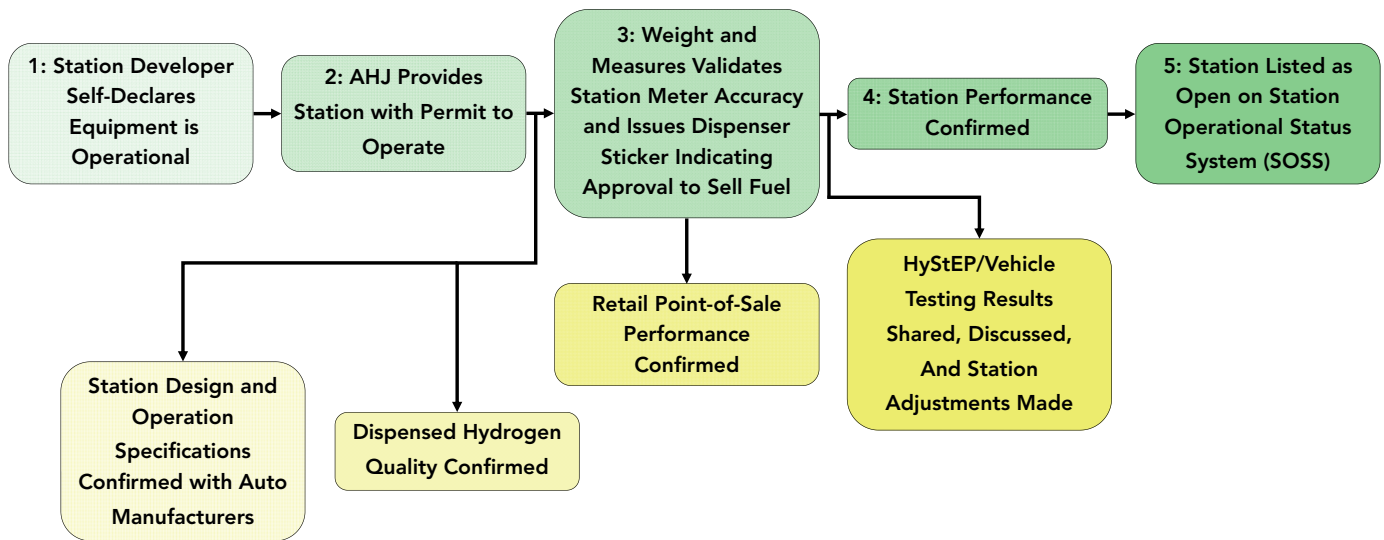 1: Station Developer
Self-Declares
Equipment is
Operational
2: AHJ Provides
Station with Permit to
Operate
3: Weight and
Measures Validates
Station Meter Accuracy
and Issues Dispenser
Sticker Indicating
Approval to Sell Fuel
4: Station Performance
Confirmed
5: Station Listed as
Open on Station
Operational Status
System (SOSS)
Station Design and
Operation
Specifications
Confirmed with Auto
Manufacturers
Dispensed Hydrogen
Quality Confirmed
Retail Point-of-Sale
Performance
Confirmed
HyStEP/Vehicle
Testing Results
Shared, Discussed,
And Station
Adjustments Made